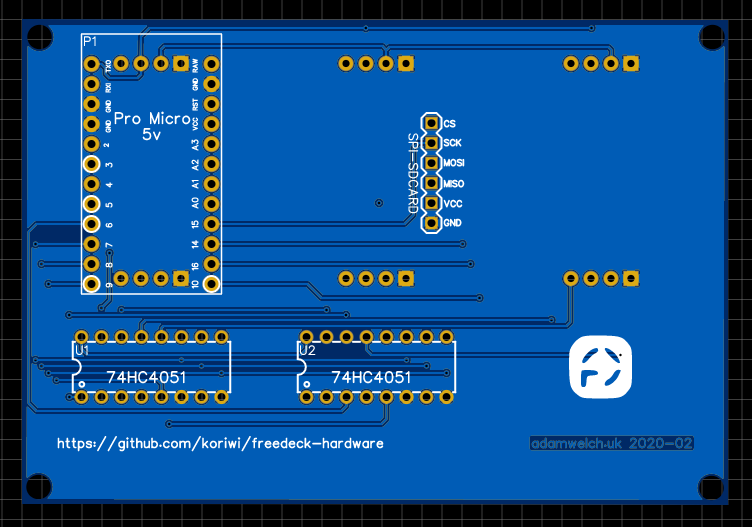 P1
TXO RAW
RXI GND
GND RST
GND VCC
Pro Micro
5v
2 A3
3 A2
4 A1
5 A0
6 15
7 14
8 16
9 10
SPI-SDCARD
CS
SCK
MOSI
MISO
VCC
GND
U1
74HC4051
U2
74HC4051
https://github.com/koriwi/freedeck-hardware
adamwelch.uk 2020-02